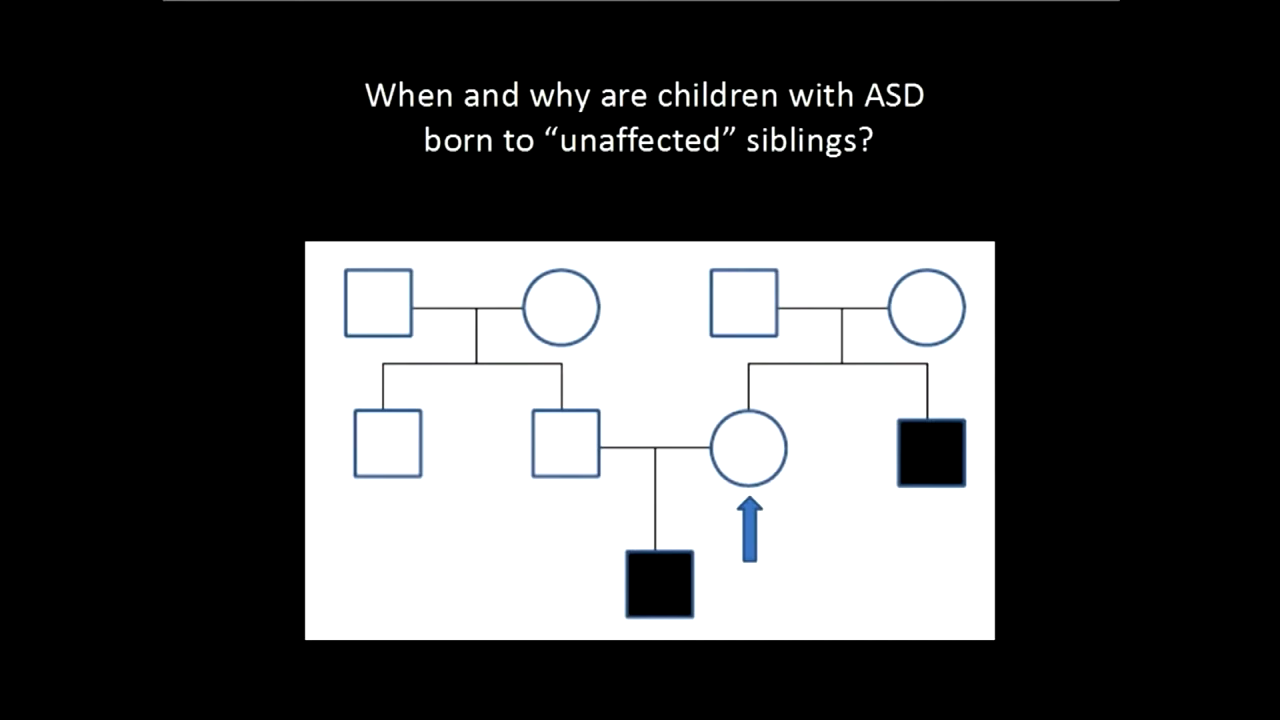 When and why are children with ASD
born to “unaffected” siblings?